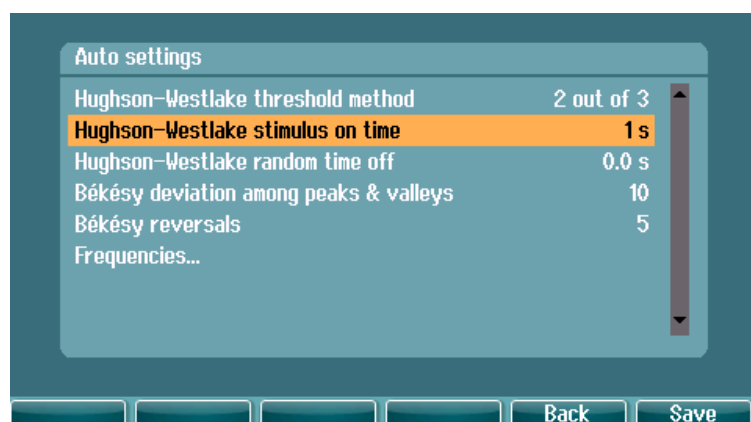 Auto settings
Hughson-Westlake threshold method 2 out of 3
Hughson-Westlake stimulus on time 1 s
Hughson-Westlake random time off 0.0 s
Békésy deviation among peaks & valleys 10
Békésy reversals 5
Frequencies...
Back Save